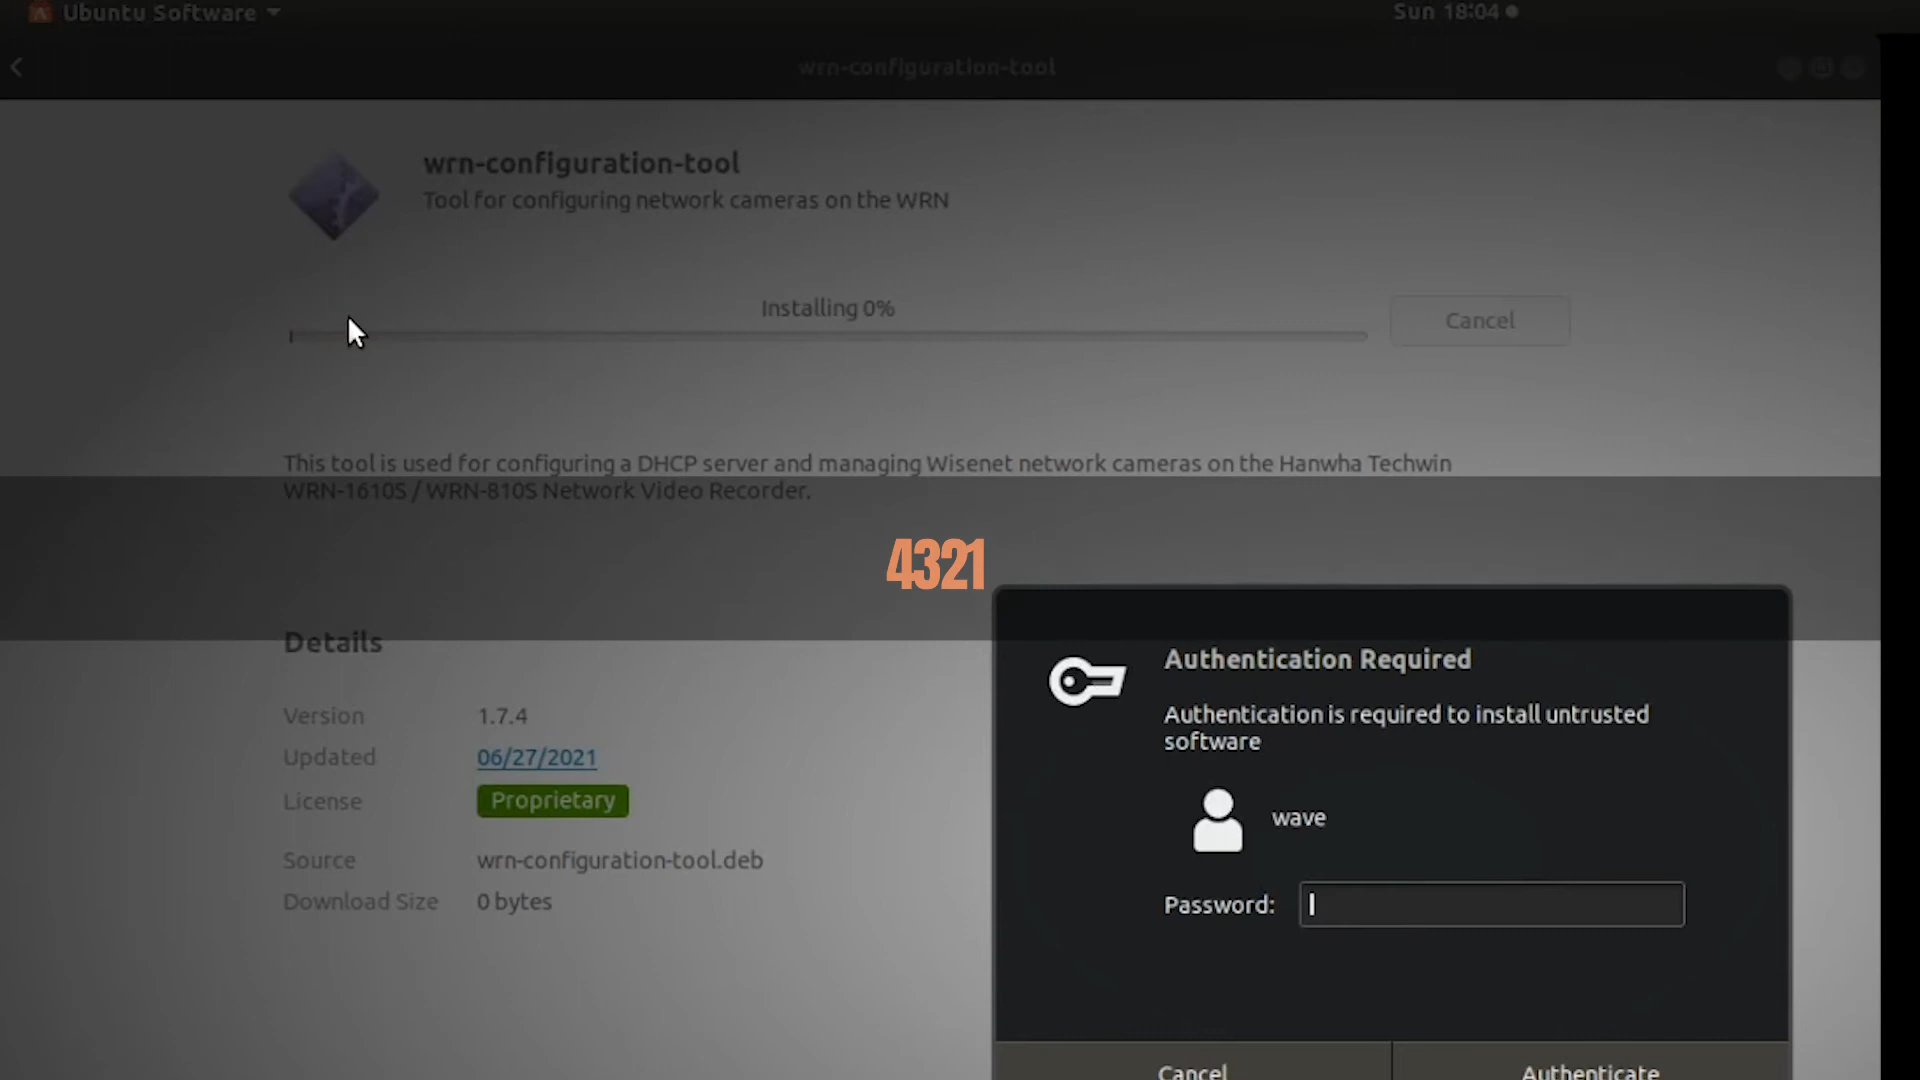 Ubuntu Software
Sun 18:04
wrn-configuration-tool
wrn-configuration-tool
Tool for configuring network cameras on the WRN
Installing 0%
Cancel
This tool is used for configuring a DHCP server and managing Wisenet network cameras on the Hanwha Techwin
WRN-1610S / WRN-810S Network Video Recorder.
4321
Details
Version 1.7.4
Updated 06/27/2021
License Proprietary
Source wrn-configuration-tool.deb
Download Size 0 bytes
Authentication Required
Authentication is required to install untrusted
software
wave
Password:
Cancel Authenticate